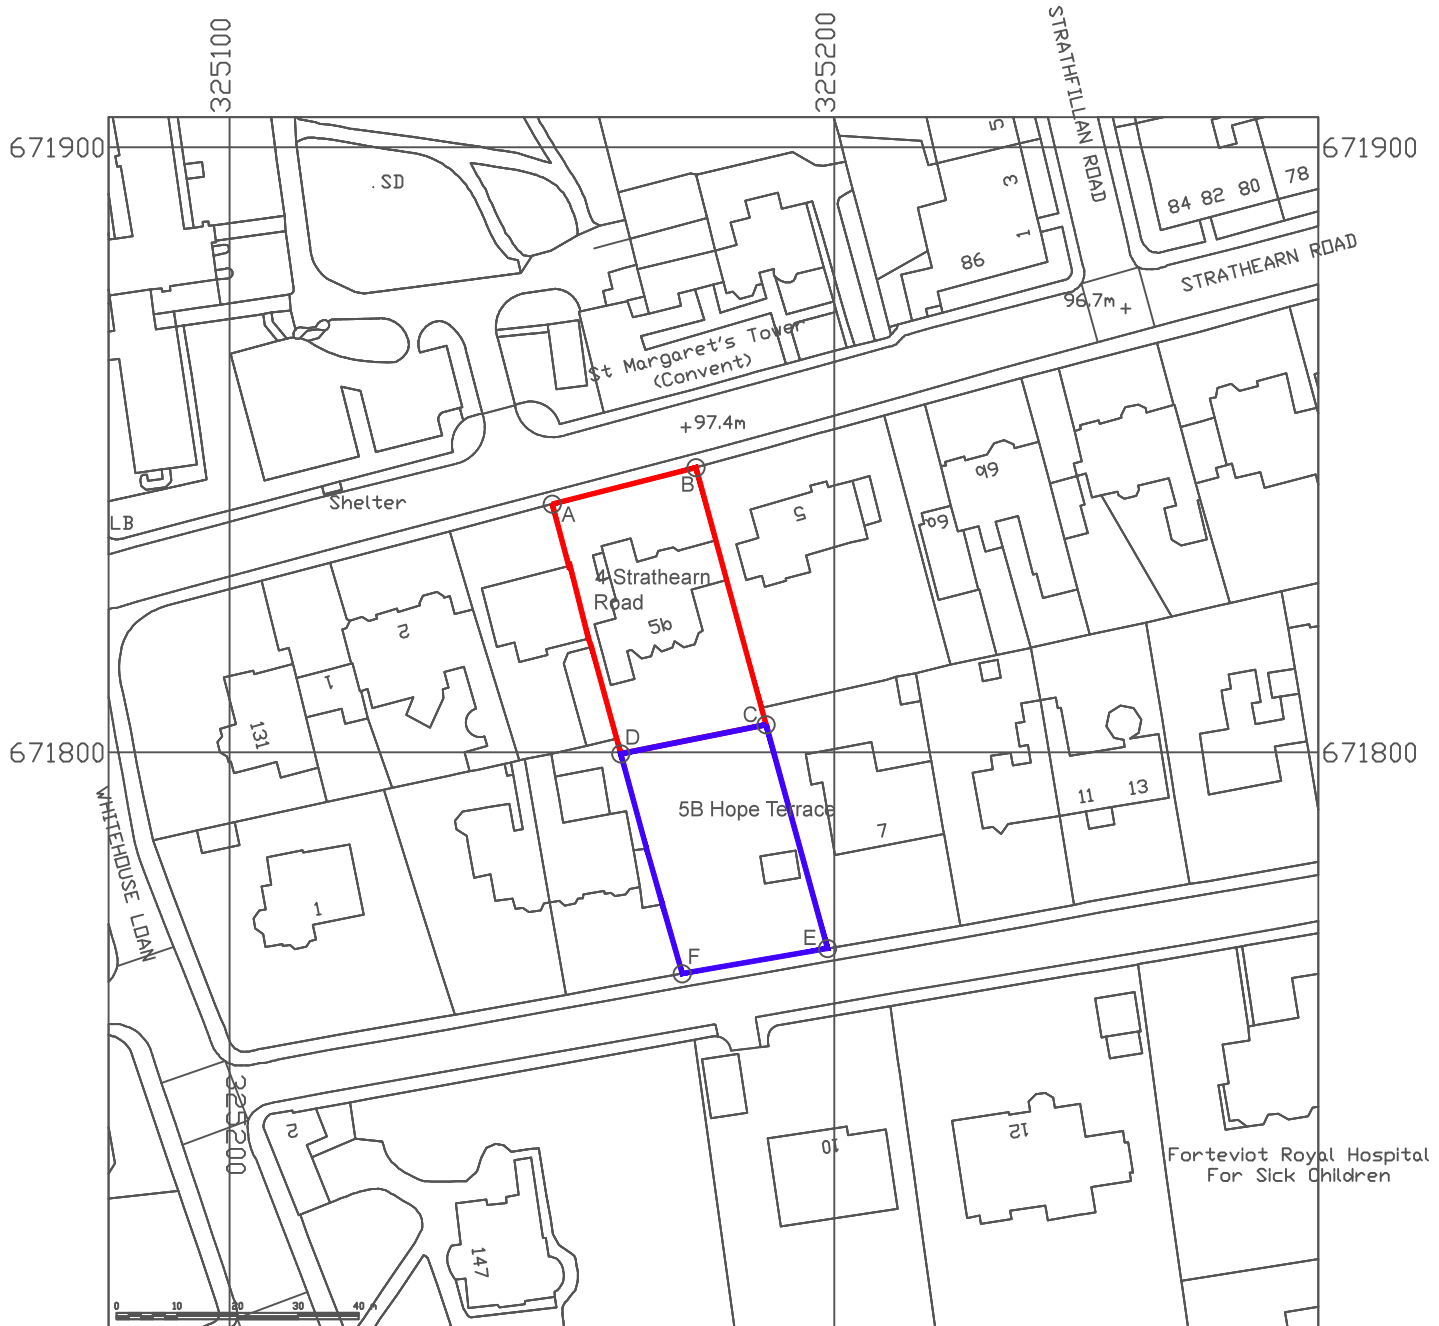 325100
325200
STRATHFILLAN ROAD
671900
671900
.SD
5
3
1
84 82 80 78
86
STRATHEARN ROAD
96.7m +
St Margaret's Tower
(Convent)
+97.4m
Shelter
LB
A
B
5
6a
6b
4 Strathearn
Road
5b
2
1
131
C
D
671800
671800
5B Hope Terrace
7
11
13
WHITEHOUSE LOAN
1
E
F
325200
2
10
12
Forteviot Royal Hospital
For Sick Children
147
0 10 20 30 40 m